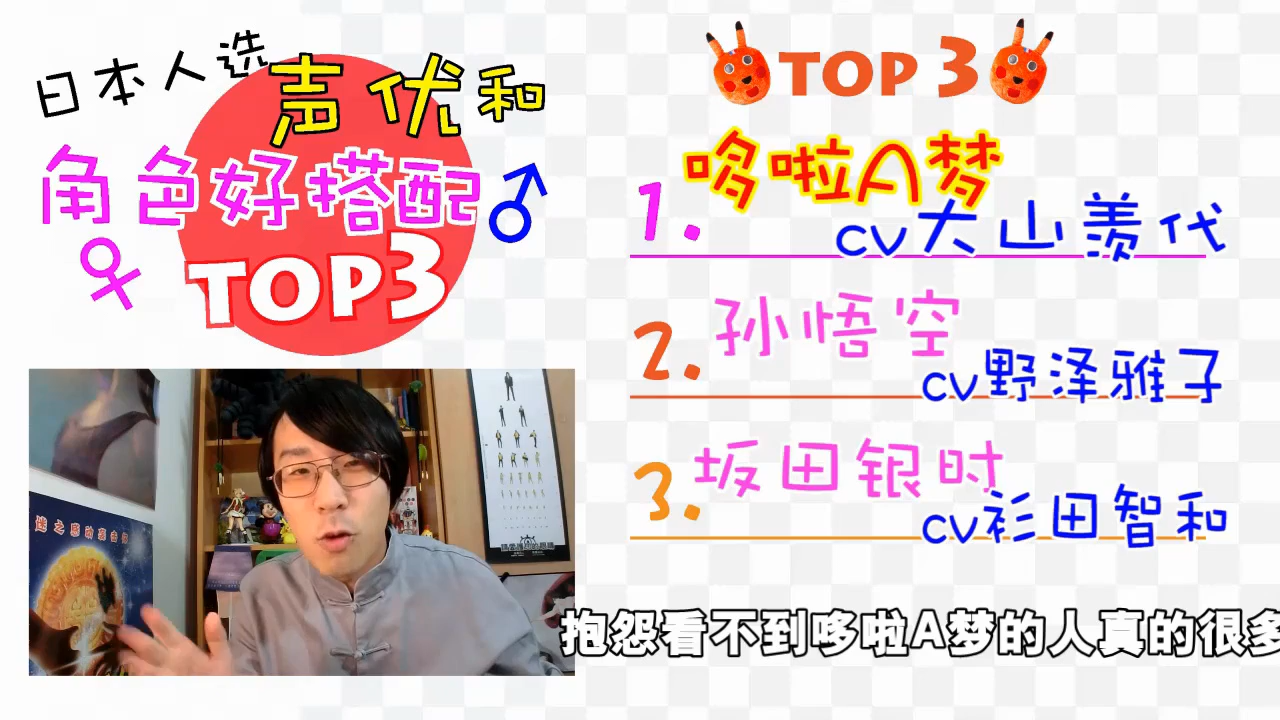 日本人选
声优和
角色好搭配
TOP3
TOP 3
1. 哆啦A梦
cv大山羡代
2. 孙悟空
cv野泽雅子
3. 坂田银时
cv衫田智和
抱怨看不到哆啦A梦的人真的很多